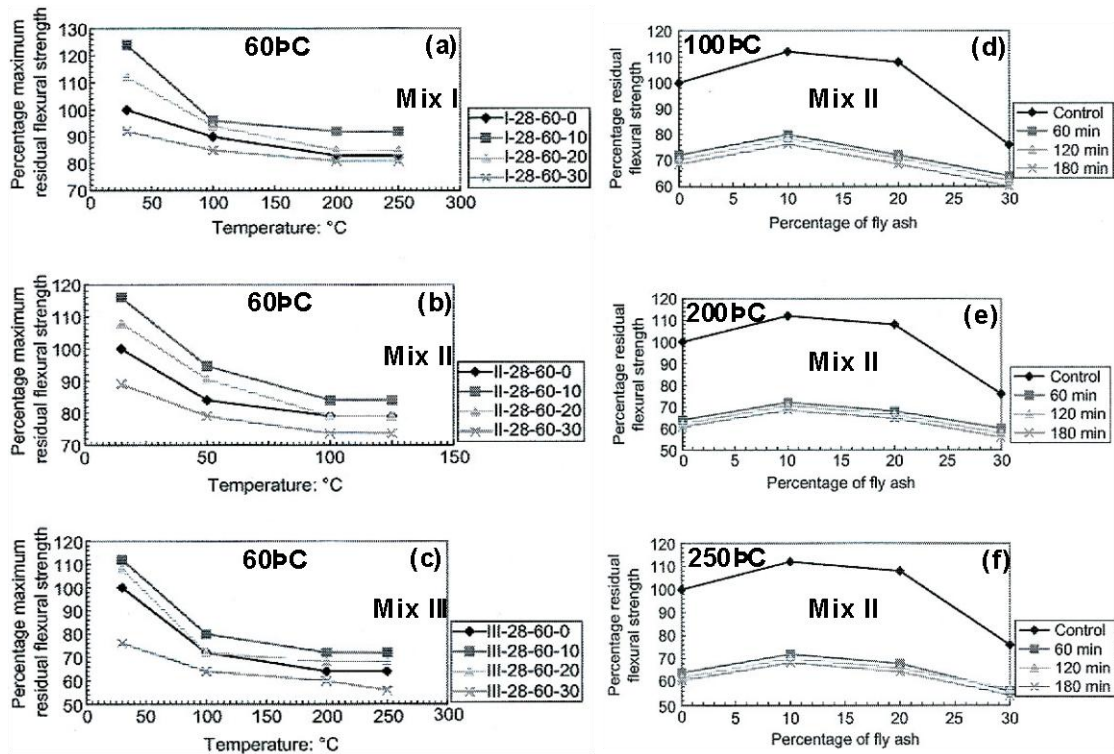 60ÞC
(a)
Mix I
Percentage maximum
residual flexural strength
130
120
110
100
90
80
70
0 50 100 150 200 250 300
Temperature: °C
I-28-60-0
I-28-60-10
I-28-60-20
I-28-60-30
100ÞC
(d)
Mix II
Percentage residual
flexural strength
120
110
100
80
70
60
0 5 10 15 20 25 30
Percentage of fly ash
Control
60 min
120 min
180 min
60ÞC
(b)
Mix II
Percentage maximum
residual flexural strength
120
110
100
90
80
70
0 50 100 150
Temperature: °C
II-28-60-0
II-28-60-10
II-28-60-20
II-28-60-30
200ÞC
(e)
Mix II
Percentage residual
flexural strength
120
110
100
80
70
60
50
0 5 10 15 20 25 30
Percentage of fly ash
Control
60 min
120 min
180 min
60ÞC
(c)
Mix III
Percentage maximum
residual flexural strength
120
110
100
90
80
70
60
50
0 50 100 150 200 250 300
Temperature: °C
III-28-60-0
III-28-60-10
III-28-60-20
III-28-60-30
250ÞC
(f)
Mix II
Percentage residual
flexural strength
120
110
100
80
70
60
50
0 5 10 15 20 25 30
Percentage of fly ash
Control
60 min
120 min
180 min